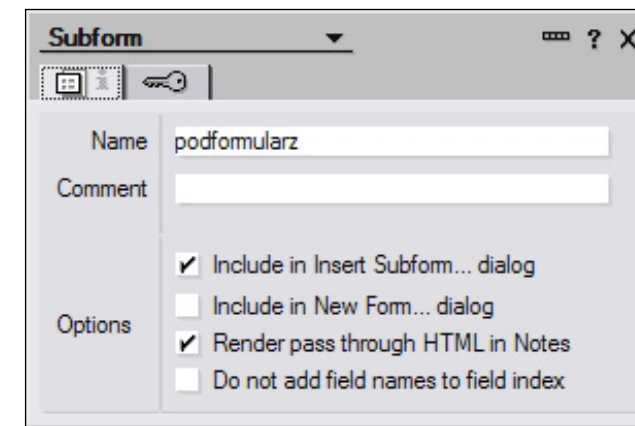 Subform
? X
Name podformularz
Comment
Options
Include in Insert Subform... dialog
Include in New Form... dialog
Render pass through HTML in Notes
Do not add field names to field index